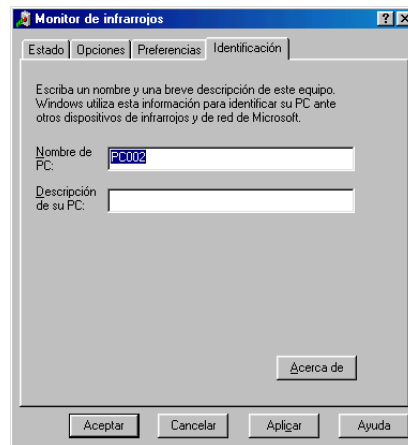 Monitor de infrarrojos
Estado Opciones Preferencias Identificación
Escriba un nombre y una breve descripción de este equipo.
Windows utiliza esta información para identificar su PC ante
otros dispositivos de infrarrojos y de red de Microsoft.
Nombre de
PC:
PC002
Descripción
de su PC:
Acerca de
Aceptar Cancelar Aplicar Ayuda